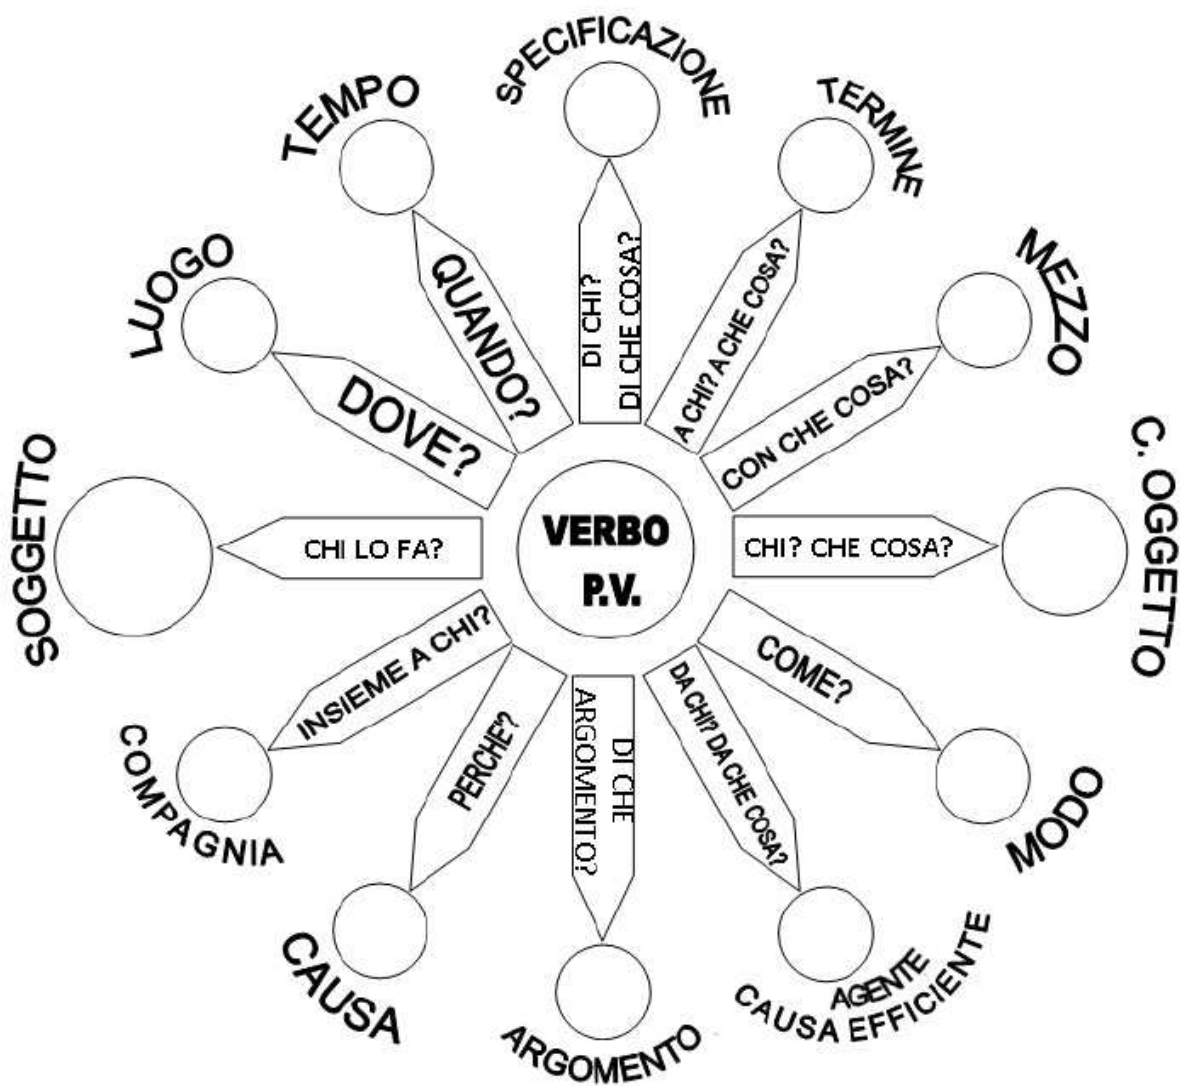 SPECIFICAZIONE
DI CHI?
DI CHE COSA?
TERMINE
A CHI? A CHE COSA?
MEZZO
CON CHE COSA?
C. OGGETTO
CHI? CHE COSA?
MODO
COME?
AGENTE
CAUSA EFFICIENTE
DA CHI? DA CHE COSA?
ARGOMENTO
DI CHE
ARGOMENTO?
CAUSA
PERCHE'?
COMPAGNIA
INSIEME A CHI?
SOGGETTO
CHI LO FA?
LUOGO
DOVE?
TEMPO
QUANDO?
VERBO
P.V.